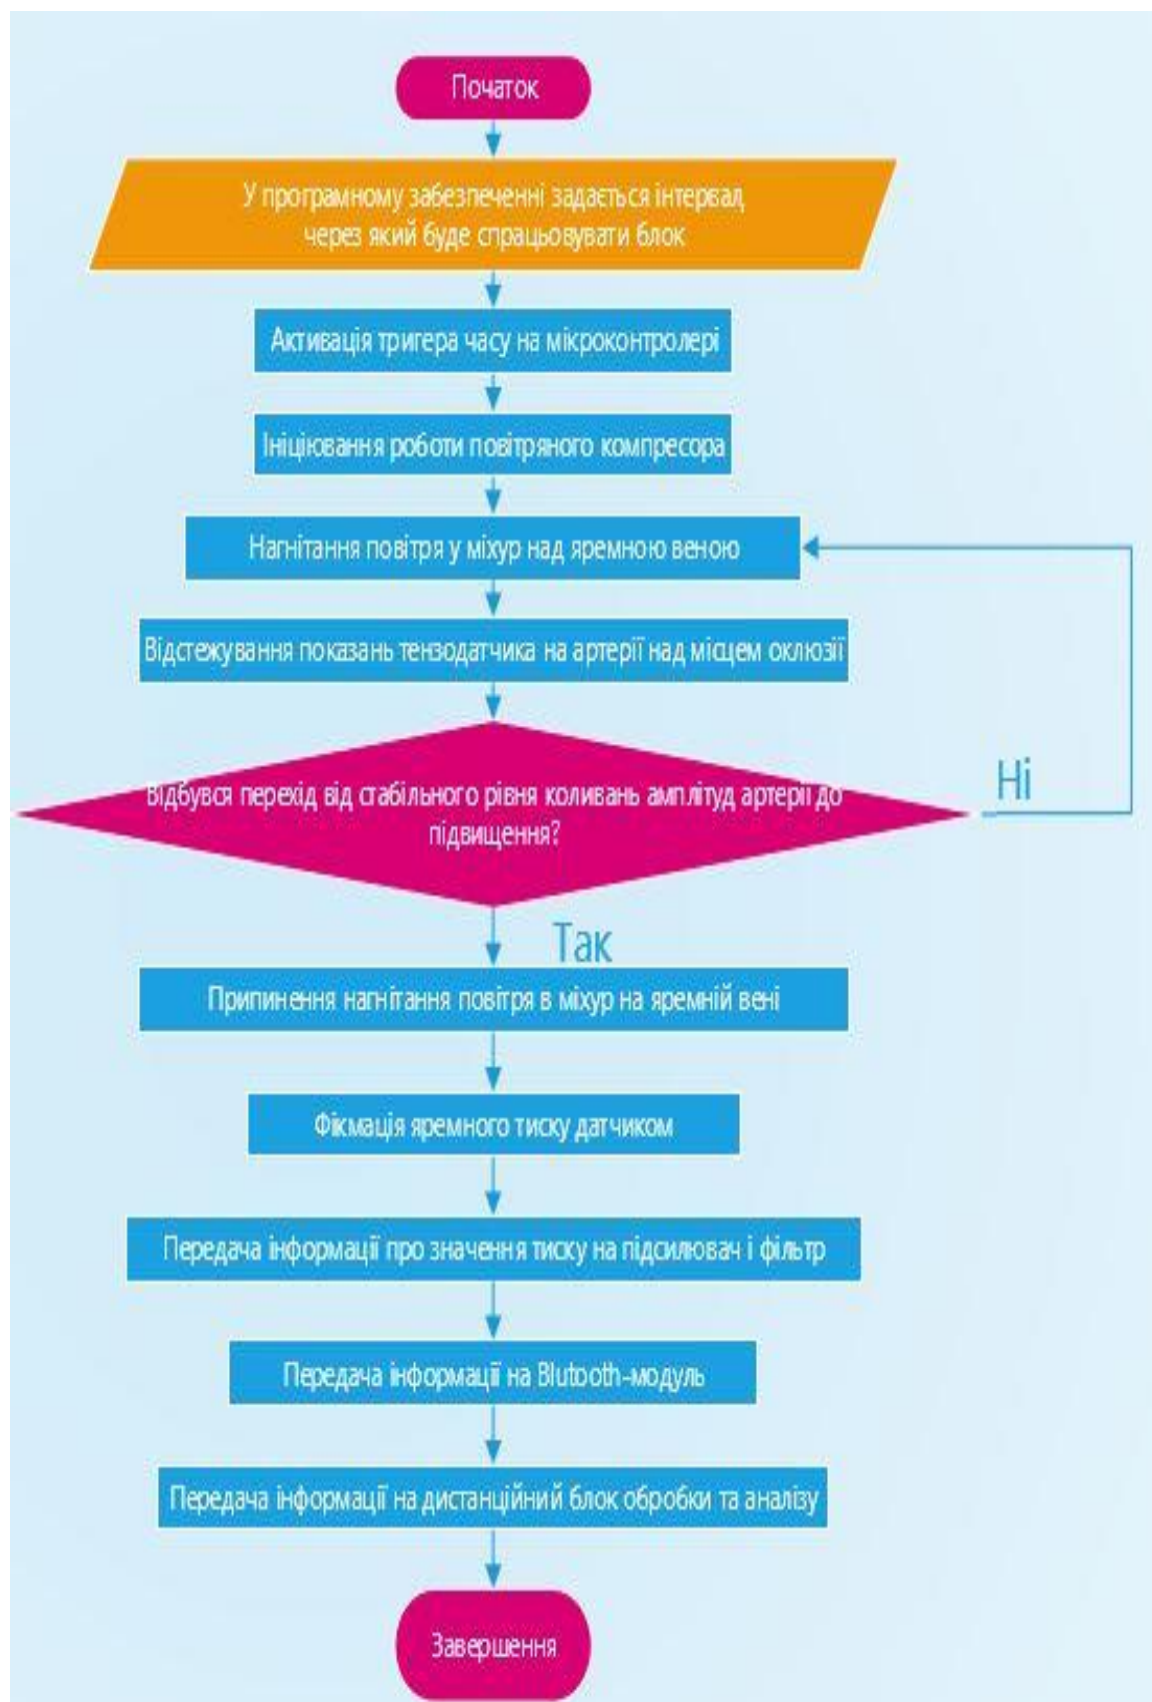 Початок
У програмному забезпеченні задається інтервал,
через який буде спрацьовувати блок
Активація тригера часу на мікроконтролері
Ініціювання роботи повітряного компресора
Нагнітання повітря у міхур над яремною веною
Відстежування показань тензодатчика на артерії над місцем оклюзії
Відбувся перехід від стабільного рівня коливань амплітуд артерії до
підвищення?
Ні
Так
Припинення нагнітання повітря в міхур на яремній вені
Фікмація яремного тиску датчиком
Передача інформації про значення тиску на підсилювач і фільтр
Передача інформації на Blutooth-модуль
Передача інформації на дистанційний блок обробки та аналізу
Завершення